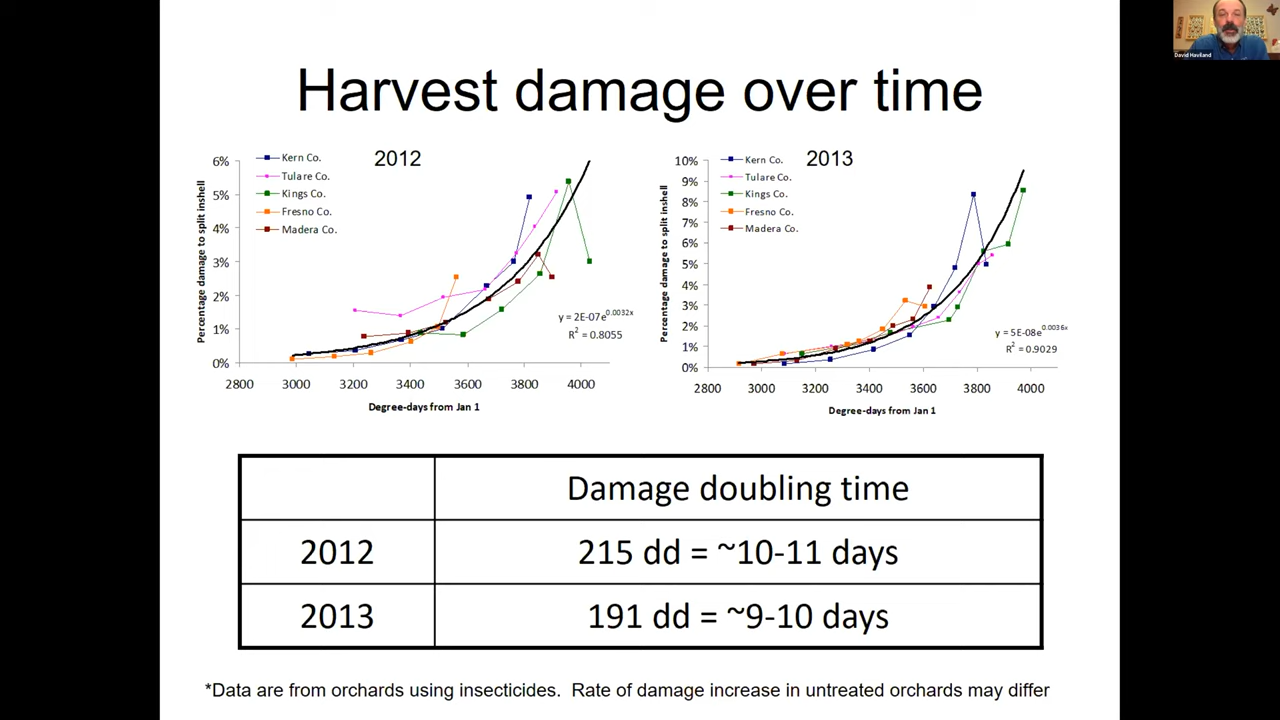 David Haviland
Harvest damage over time
2012
Kern Co.
Tulare Co.
Kings Co.
Fresno Co.
Madera Co.
6%
5%
4%
3%
2%
1%
0%
Percentage damage to split inshell
y = 2E-07e^0.0032x
R² = 0.8055
2800 3000 3200 3400 3600 3800 4000
Degree-days from Jan 1
2013
Kern Co.
Tulare Co.
Kings Co.
Fresno Co.
Madera Co.
10%
9%
8%
7%
6%
5%
4%
3%
2%
1%
0%
Percentage damage to split inshell
y = 5E-08e^0.0036x
R² = 0.9029
2800 3000 3200 3400 3600 3800 4000
Degree-days from Jan 1
Damage doubling time
2012 215 dd = ~10-11 days
2013 191 dd = ~9-10 days
*Data are from orchards using insecticides. Rate of damage increase in untreated orchards may differ